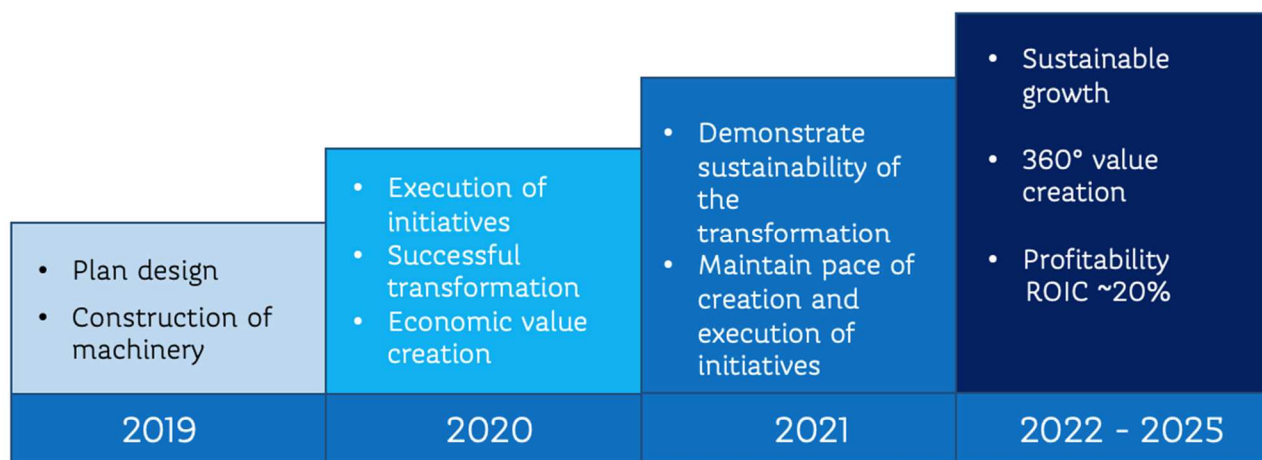 • Plan design
• Construction of
machinery
2019
• Execution of
initiatives
• Successful
transformation
• Economic value
creation
2020
• Demonstrate
sustainability of
the
transformation
• Maintain pace of
creation and
execution of
initiatives
2021
• Sustainable
growth
• 360° value
creation
• Profitability
ROIC ~20%
2022 - 2025